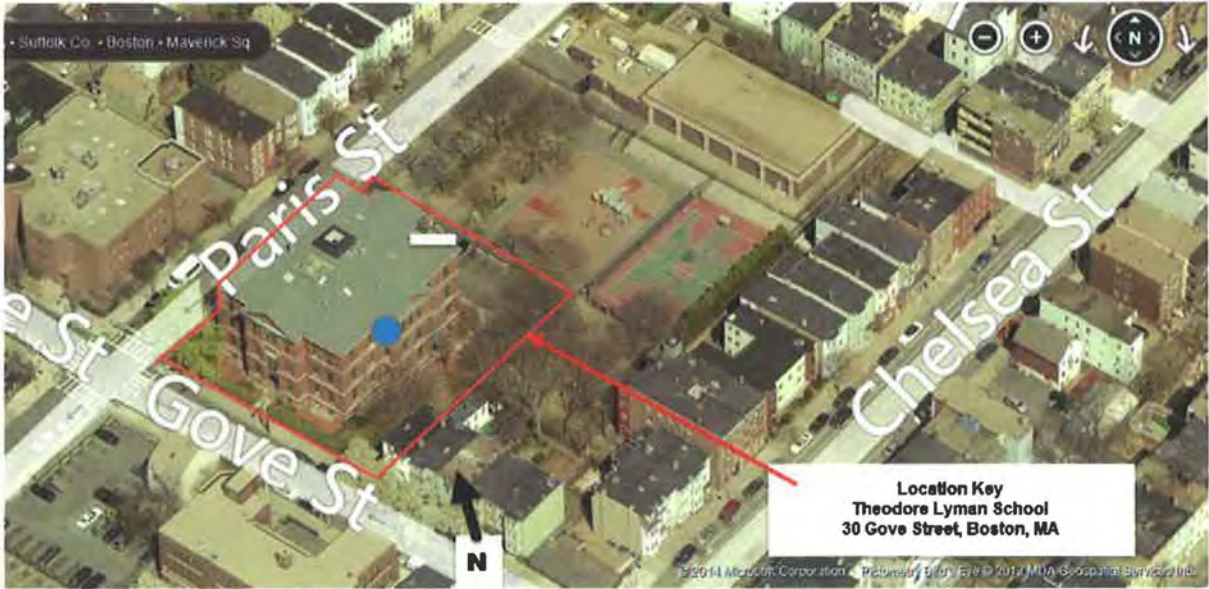 • Suffolk Co. • Boston • Maverick Sq
N
Paris St
e St
Gove St
Chelsea St
N
Location Key
Theodore Lyman School
30 Gove Street, Boston, MA
© 2014 Microsoft Corporation Pictometry Bird's Eye © 2012 MDA Geospatial Services Inc.